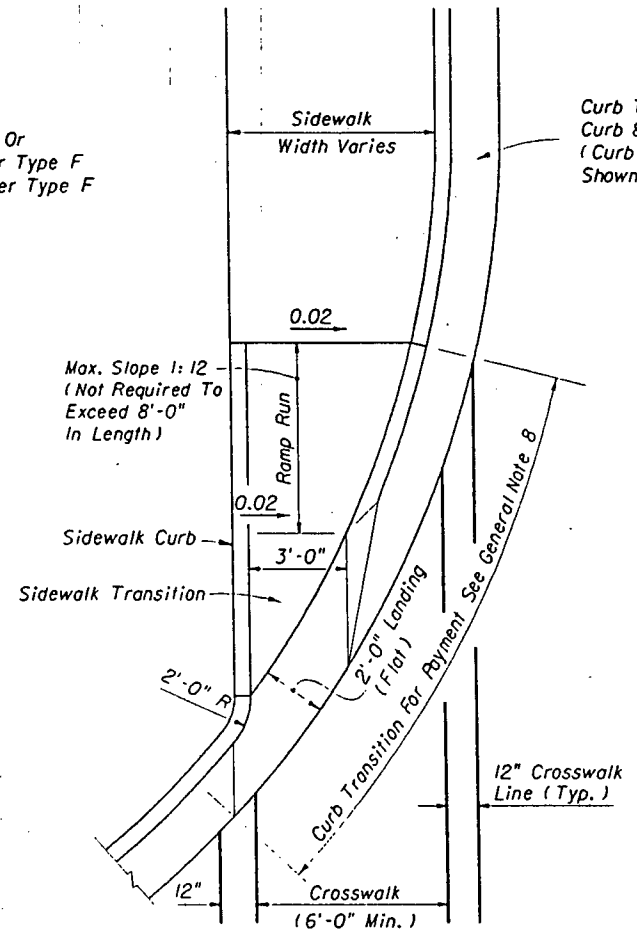 Or
r Type F
er Type F
Sidewalk
Width Varies
Curb
Curb
( Curb
Shown
0.02
Max. Slope 1:12
( Not Required To
Exceed 8'-0"
In Length )
Ramp Run
0.02
Sidewalk Curb
3'-0"
Sidewalk Transition
2'-0" Landing
( Flat )
2'-0" R
Curb Transition For Payment See General Note 8
12" Crosswalk
Line ( Typ. )
12"
Crosswalk
( 6'-0" Min. )